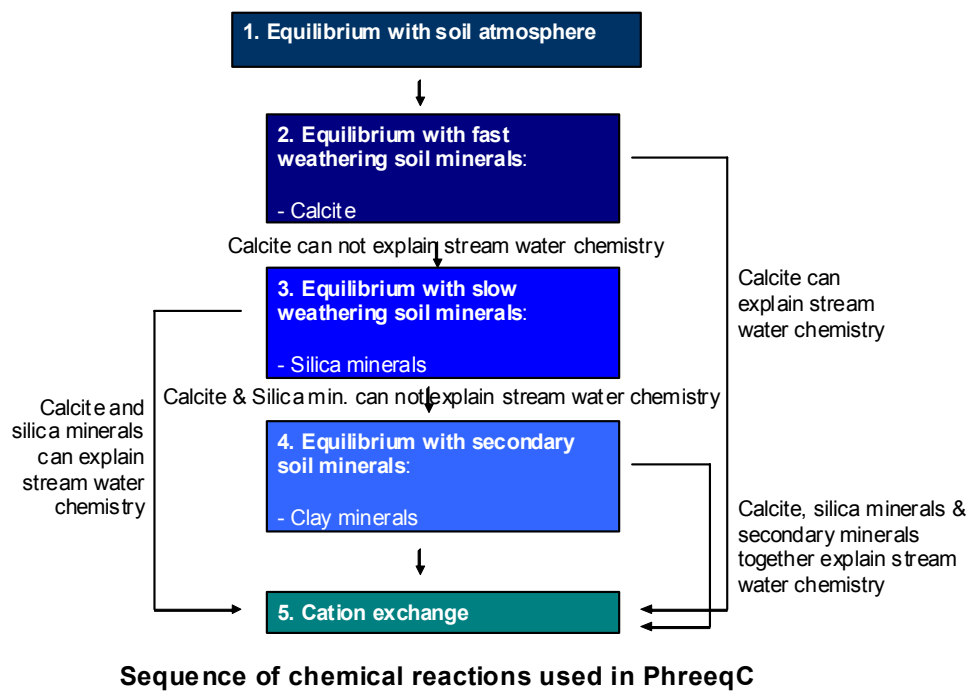 1. Equilibrium with soil atmosphere
2. Equilibrium with fast
weathering soil minerals:
- Calcite
Calcite can not explain stream water chemistry
Calcite can
explain stream
water chemistry
3. Equilibrium with slow
weathering soil minerals:
- Silica minerals
Calcite & Silica min. can not explain stream water chemistry
Calcite and
silica minerals
can explain
stream water
chemistry
4. Equilibrium with secondary
soil minerals:
- Clay minerals
Calcite, silica minerals &
secondary minerals
together explain stream
water chemistry
5. Cation exchange
Sequence of chemical reactions used in PhreeqC